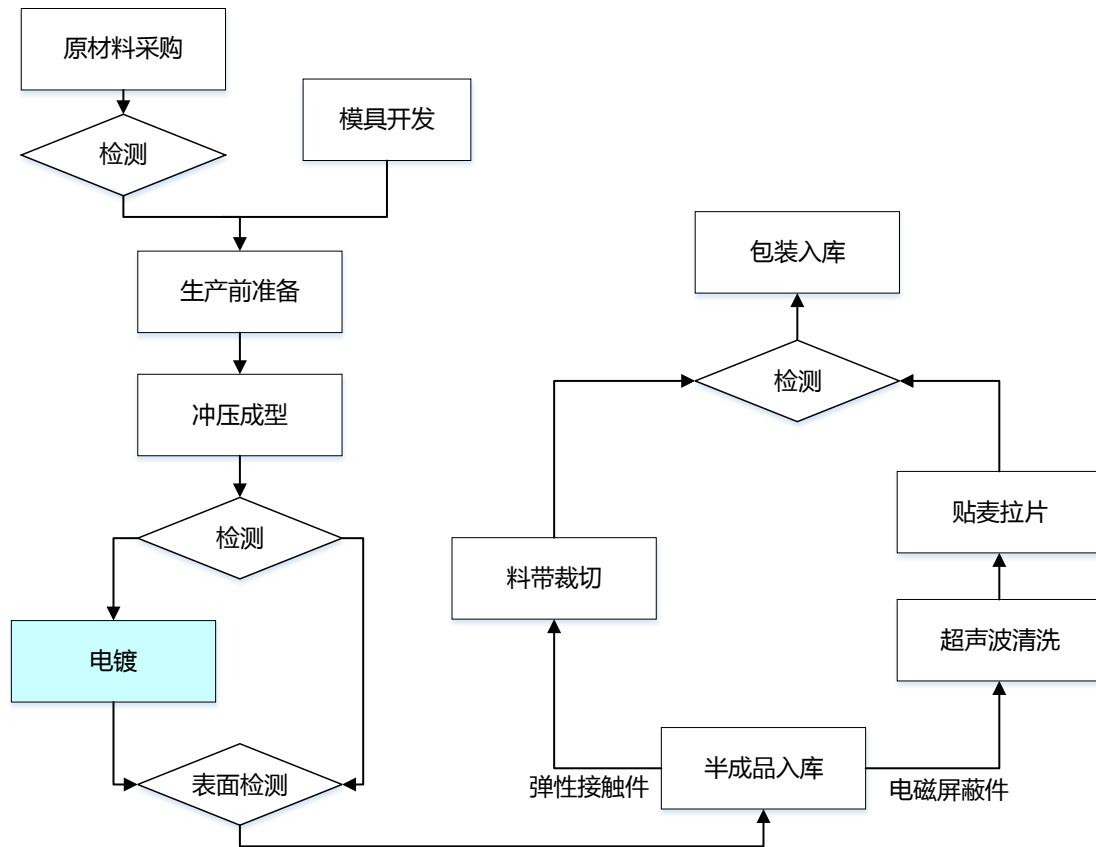 原材料采购
检测
模具开发
生产前准备
冲压成型
检测
电镀
表面检测
半成品入库
弹性接触件
料带裁切
电磁屏蔽件
超声波清洗
贴麦拉片
检测
包装入库